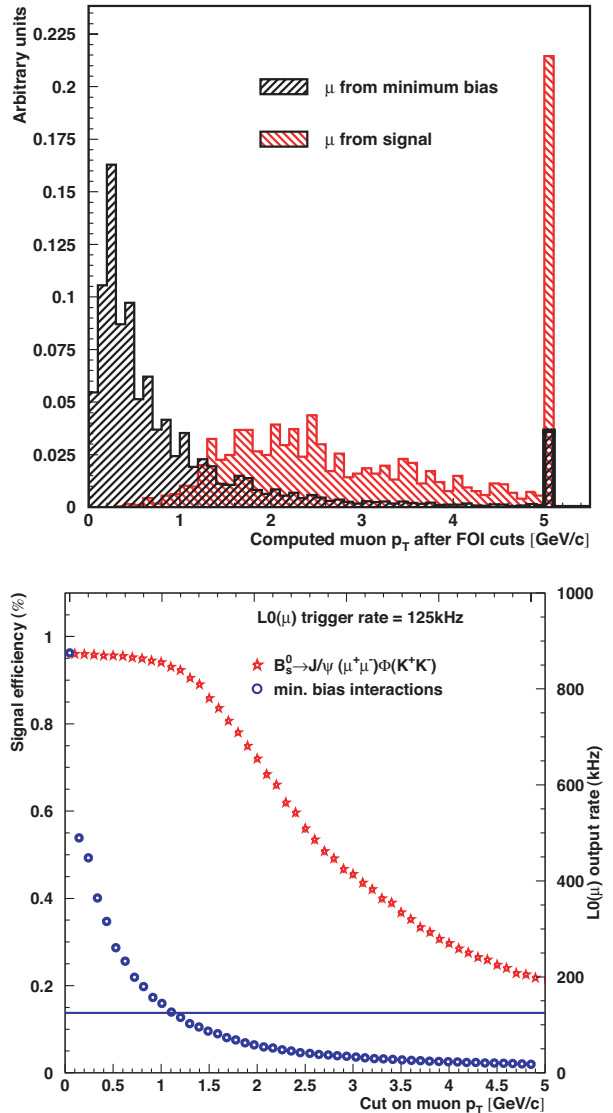 Arbitrary units
0.225
0.2
0.175
0.15
0.125
0.1
0.075
0.05
0.025
0
μ from minimum bias
μ from signal
0 1 2 3 4 5
Computed muon pT after FOI cuts [GeV/c]
Signal efficiency (%)
1
0.8
0.6
0.4
0.2
0
L0(μ) trigger rate = 125kHz
B⁰s→J/ψ (μ⁺μ⁻)Φ(K⁺K⁻)
min. bias interactions
1000
800
600
400
200
0
L0(μ) output rate (kHz)
0 0.5 1 1.5 2 2.5 3 3.5 4 4.5 5
Cut on muon pT [GeV/c]